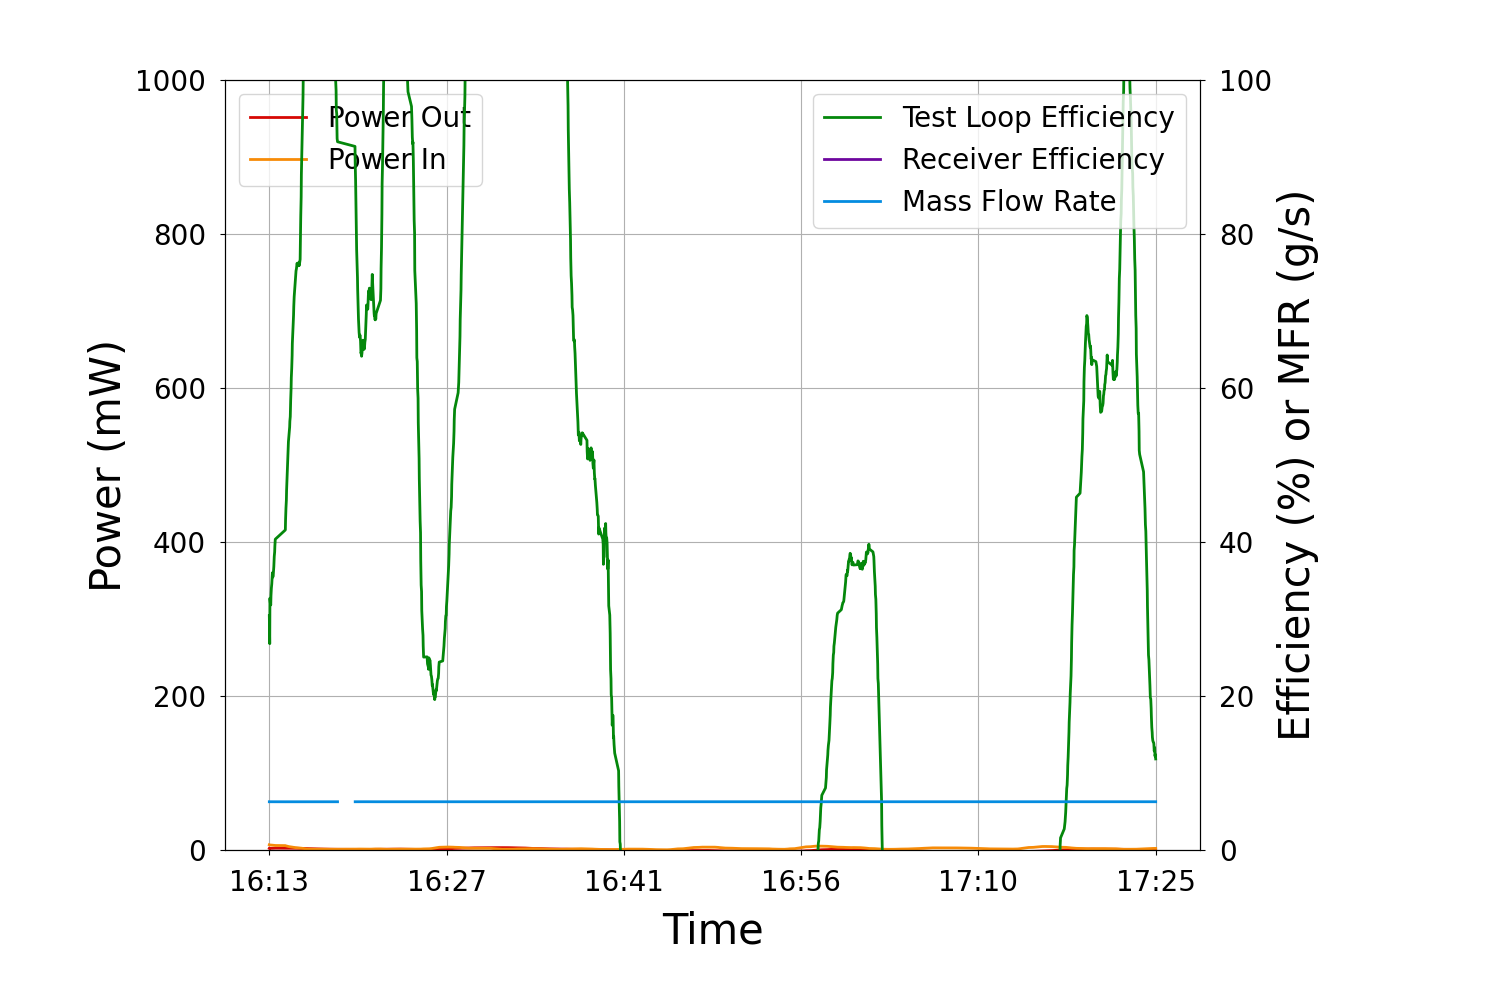 1000
800
600
400
200
0
Power (mW)
Power Out
Power In
Test Loop Efficiency
Receiver Efficiency
Mass Flow Rate
100
80
60
40
20
0
Efficiency (%) or MFR (g/s)
16:13 16:27 16:41 16:56 17:10 17:25
Time